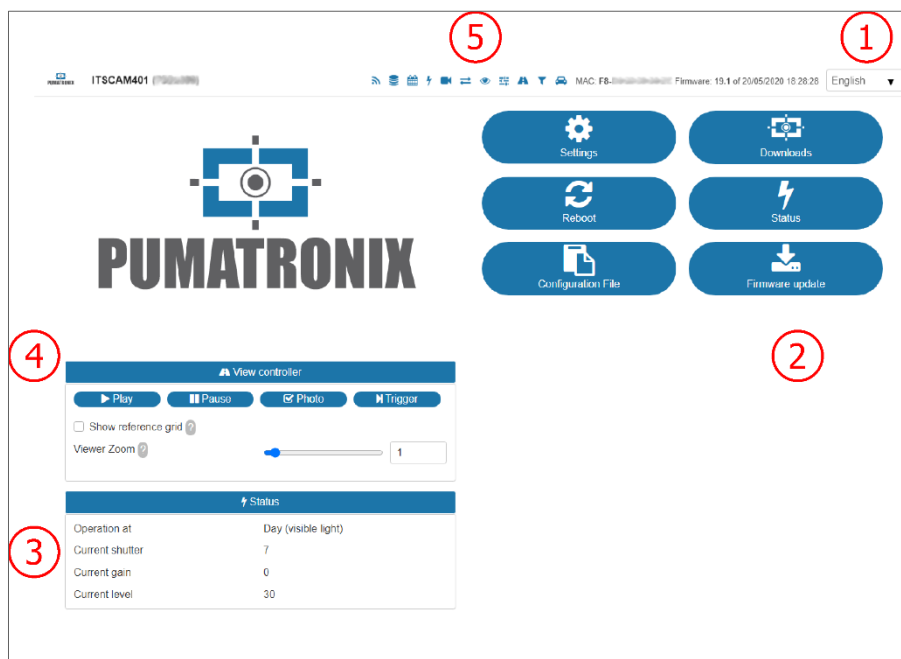 5
1
PUMATRONIX ITSCAM401 MAC: F8- Firmware: 19.1 of 20/05/2020 18:28:28 English
Settings Downloads
Reboot Status
PUMATRONIX
Configuration File Firmware update
4
2
View controller
Play Pause Photo Trigger
Show reference grid ?
Viewer Zoom ? 1
Status
Operation at Day (visible light)
3
Current shutter 7
Current gain 0
Current level 30